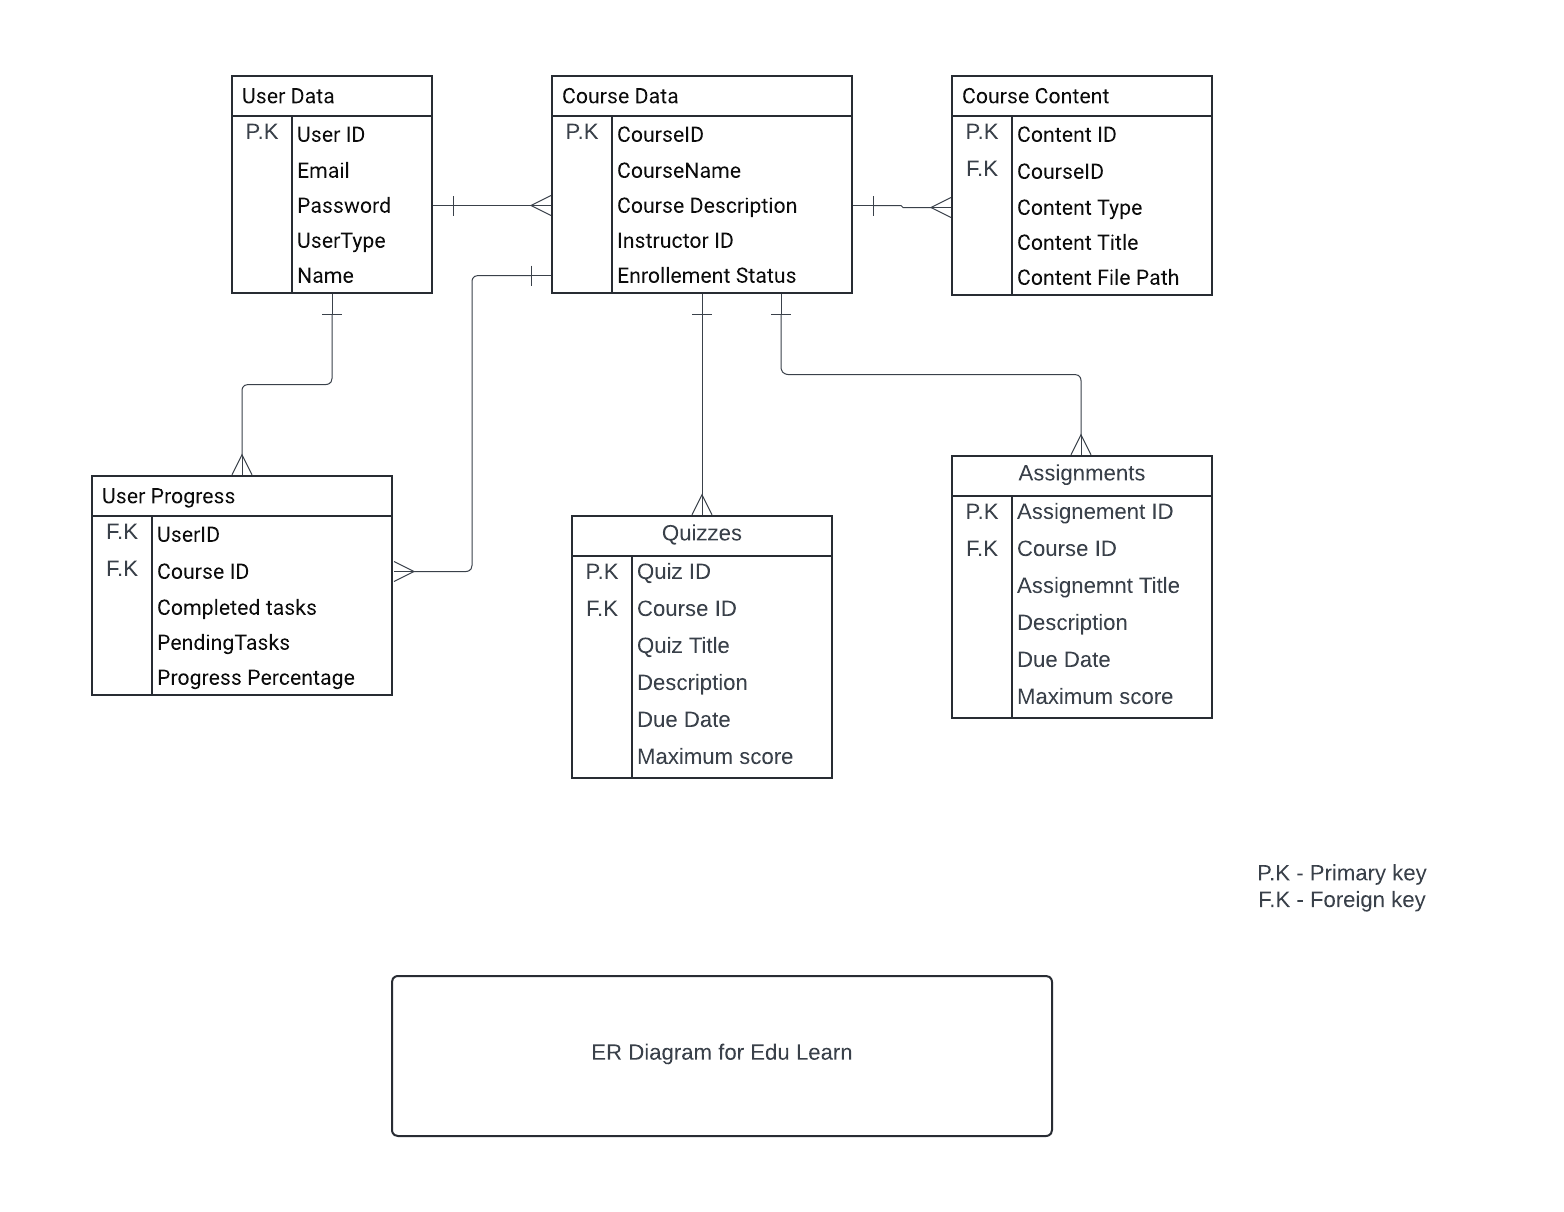 User Data
P.K User ID
Email
Password
UserType
Name
Course Data
P.K CourseID
CourseName
Course Description
Instructor ID
Enrollement Status
Course Content
P.K Content ID
F.K CourseID
Content Type
Content Title
Content File Path
User Progress
F.K UserID
F.K Course ID
Completed tasks
PendingTasks
Progress Percentage
Quizzes
P.K Quiz ID
F.K Course ID
Quiz Title
Description
Due Date
Maximum score
Assignments
P.K Assignement ID
F.K Course ID
Assignemnt Title
Description
Due Date
Maximum score
P.K - Primary key
F.K - Foreign key
ER Diagram for Edu Learn